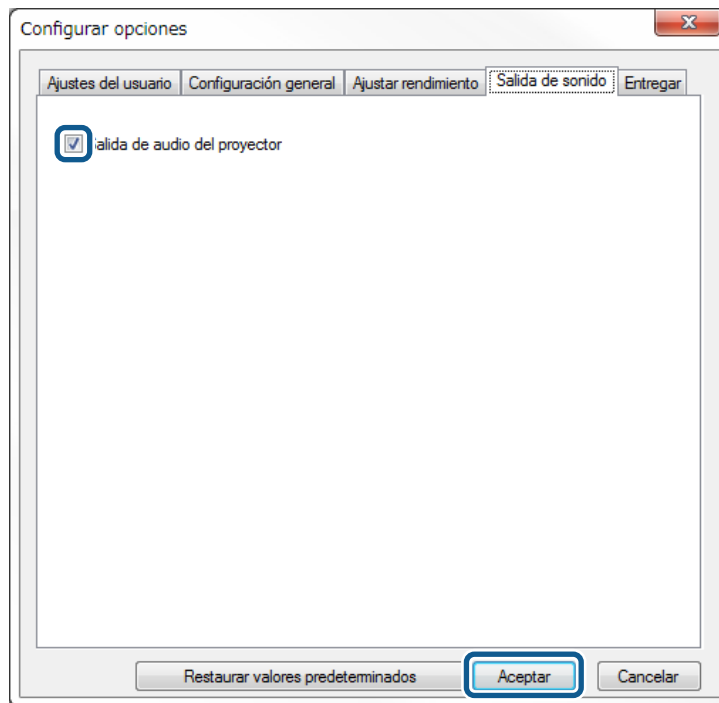 Configurar opciones
Ajustes del usuario Configuración general Ajustar rendimiento Salida de sonido Entregar
alida de audio del proyector
Restaurar valores predeterminados Aceptar Cancelar